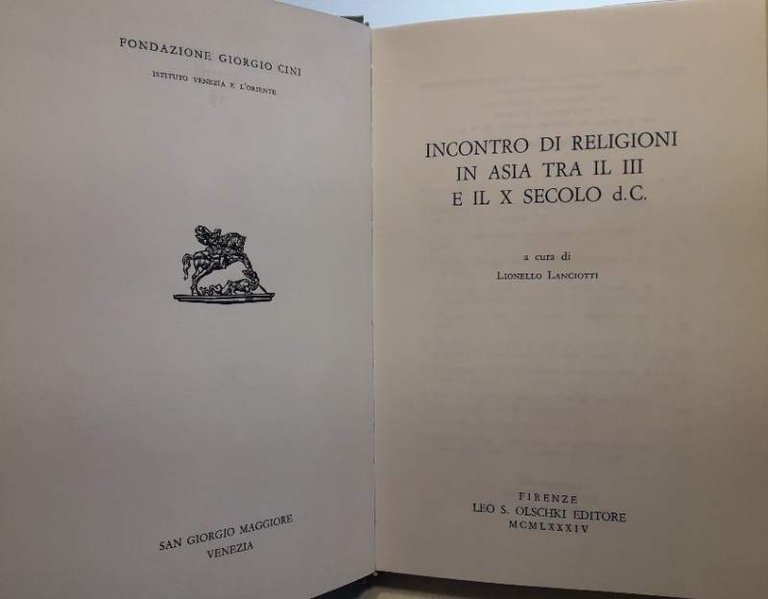 FONDAZIONE GIORGIO CINI
ISTITUTO VENEZIA E L'ORIENTE
SAN GIORGIO MAGGIORE
VENEZIA
INCONTRO DI RELIGIONI
IN ASIA TRA IL III
E IL X SECOLO d.C.
a cura di
LIONELLO LANCIOTTI
FIRENZE
LEO S. OLSCHKI EDITORE
MCMLXXXIV